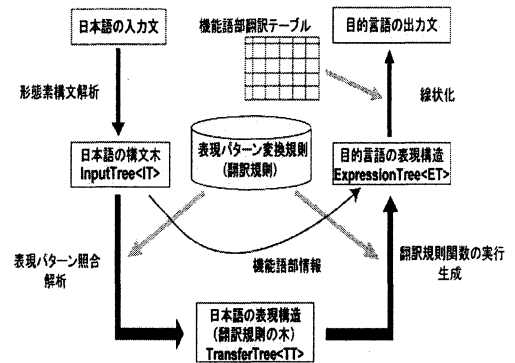 日本語の入力文
機能語部翻訳テーブル
目的言語の出力文
形態素構文解析
線状化
日本語の構文木
InputTree<IT>
表現パターン変換規則
(翻訳規則)
目的言語の表現構造
ExpressionTree<ET>
表現パターン照合
解析
機能語部情報
翻訳規則関数の実行
生成
日本語の表現構造
(翻訳規則の木)
TransferTree<TT>